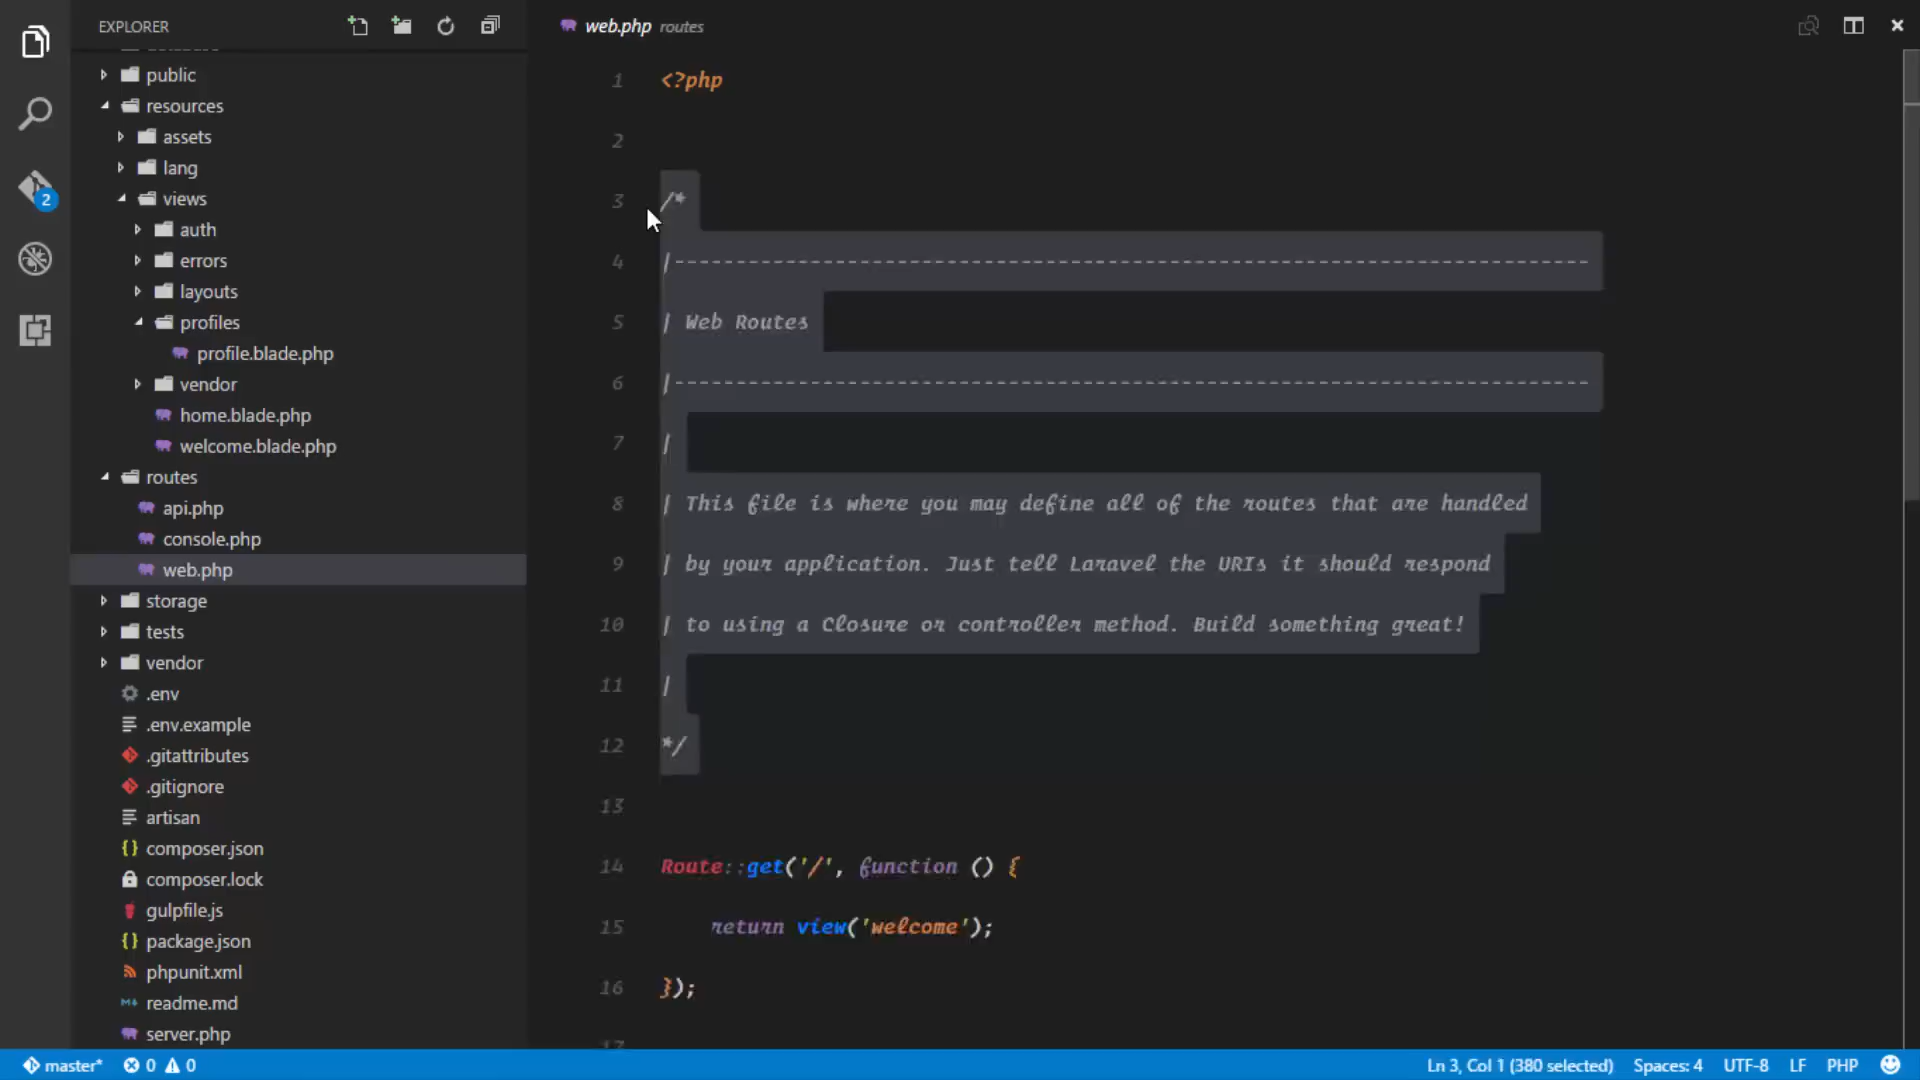 EXPLORER
public
resources
assets
lang
views
auth
errors
layouts
profiles
profile.blade.php
vendor
home.blade.php
welcome.blade.php
routes
api.php
console.php
web.php
storage
tests
vendor
.env
.env.example
.gitattributes
.gitignore
artisan
composer.json
composer.lock
gulpfile.js
package.json
phpunit.xml
readme.md
server.php
2
web.php routes
1 <?php
2
3 /*
4 |--------------------------------------------------------------------------
5 | Web Routes
6 |--------------------------------------------------------------------------
7 |
8 | This file is where you may define all of the routes that are handled
9 | by your application. Just tell Laravel the URIs it should respond
10 | to using a Closure or controller method. Build something great!
11 |
12 */
13
14 Route::get('/', function () {
15 return view('welcome');
16 });
master* 0 0 Ln 3, Col 1 (380 selected) Spaces: 4 UTF-8 LF PHP